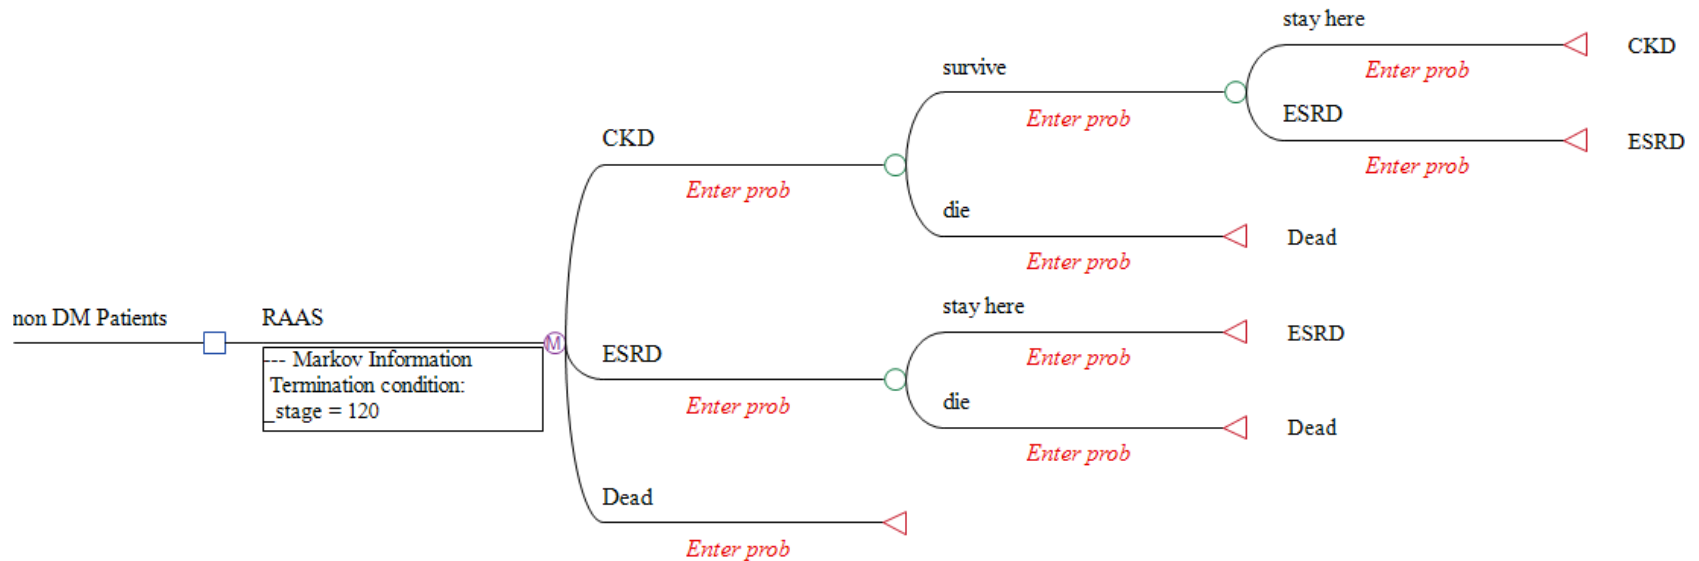 stay here
CKD
Enter prob
survive
Enter prob
ESRD
ESRD
Enter prob
CKD
Enter prob
die
Dead
Enter prob
non DM Patients
RAAS
M
--- Markov Information
Termination condition:
_stage = 120
stay here
ESRD
Enter prob
ESRD
Enter prob
die
Dead
Enter prob
Dead
Enter prob